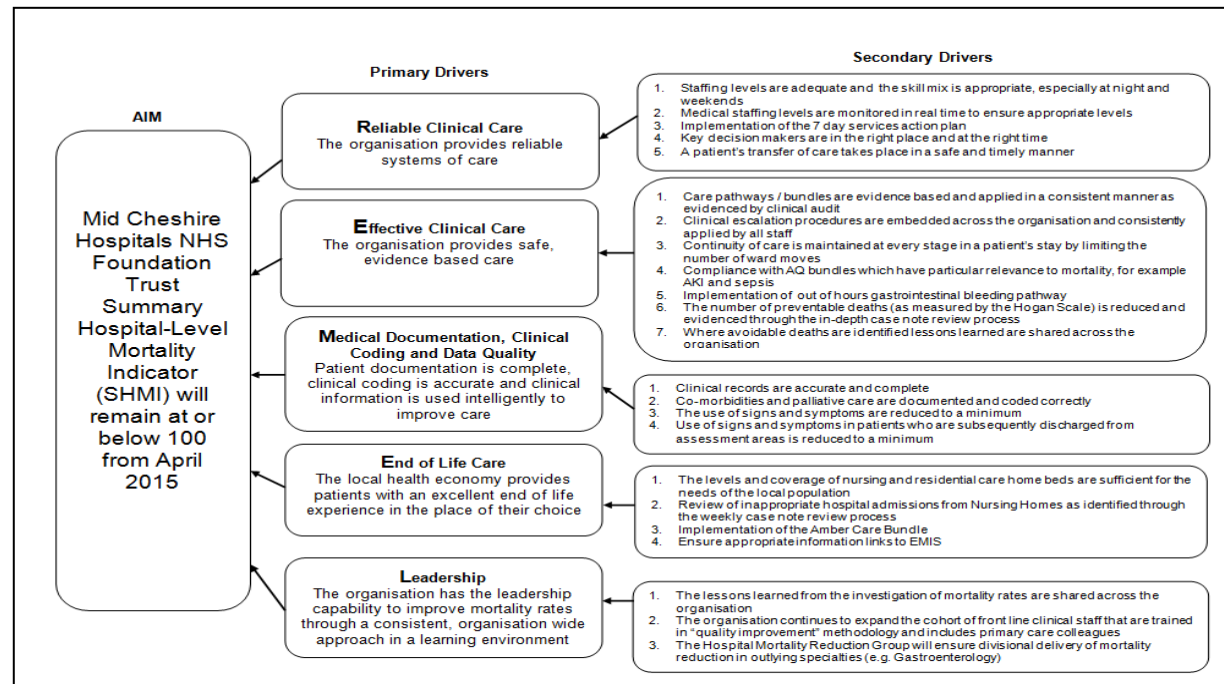 Secondary Drivers
Primary Drivers
AIM
Mid Cheshire
Hospitals NHS
Foundation
Trust
Summary
Hospital-Level
Mortality
Indicator
(SHMI) will
remain at or
below 100
from April
2015
Reliable Clinical Care
The organisation provides reliable
systems of care
1. Staffing levels are adequate and the skill mix is appropriate, especially at night and
weekends
2. Medical staffing levels are monitored in real time to ensure appropriate levels
3. Implementation of the 7 day services action plan
4. Key decision makers are in the right place and at the right time
5. A patient's transfer of care takes place in a safe and timely manner
Effective Clinical Care
The organisation provides safe,
evidence based care
1. Care pathways / bundles are evidence based and applied in a consistent manner as
evidenced by clinical audit
2. Clinical escalation procedures are embedded across the organisation and consistently
applied by all staff
3. Continuity of care is maintained at every stage in a patient's stay by limiting the
number of ward moves
4. Compliance with AQ bundles which have particular relevance to mortality, for example
AKI and sepsis
5. Implementation of out of hours gastrointestinal bleeding pathway
6. The number of preventable deaths (as measured by the Hogan Scale) is reduced and
evidenced through the in-depth case note review process
7. Where avoidable deaths are identified lessons learned are shared across the
organisation
Medical Documentation, Clinical
Coding and Data Quality
Patient documentation is complete,
clinical coding is accurate and clinical
information is used intelligently to
improve care
1. Clinical records are accurate and complete
2. Co-morbidities and palliative care are documented and coded correctly
3. The use of signs and symptoms are reduced to a minimum
4. Use of signs and symptoms in patients who are subsequently discharged from
assessment areas is reduced to a minimum
End of Life Care
The local health economy provides
patients with an excellent end of life
experience in the place of their choice
1. The levels and coverage of nursing and residential care home beds are sufficient for the
needs of the local population
2. Review of inappropriate hospital admissions from Nursing Homes as identified through
the weekly case note review process
3. Implementation of the Amber Care Bundle
4. Ensure appropriate information links to EMIS
Leadership
The organisation has the leadership
capability to improve mortality rates
through a consistent, organisation wide
approach in a learning environment
1. The lessons learned from the investigation of mortality rates are shared across the
organisation
2. The organisation continues to expand the cohort of front line clinical staff that are trained
in "quality improvement" methodology and includes primary care colleagues
3. The Hospital Mortality Reduction Group will ensure divisional delivery of mortality
reduction in outlying specialties (e.g. Gastroenterology)